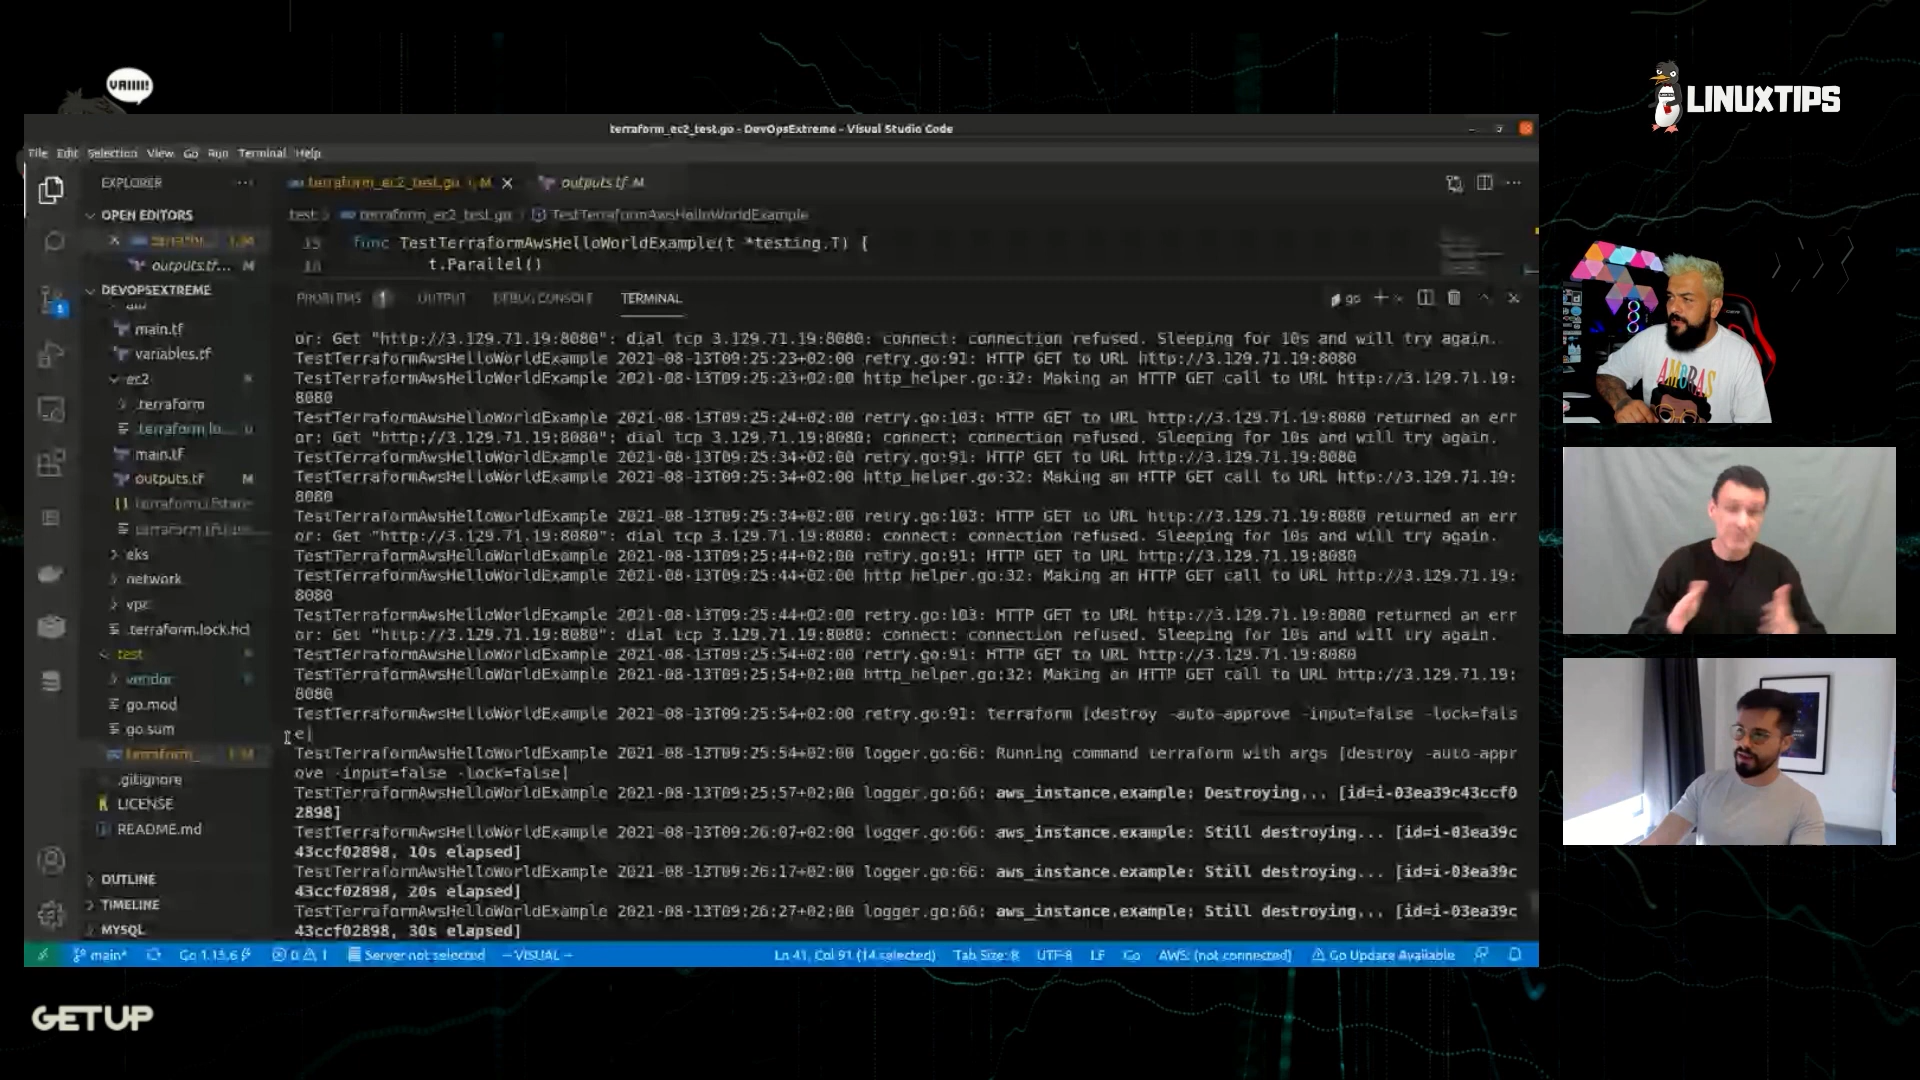 VAIIII!
LINUXTIPS
terraform_ec2_test.go - DevOpsExtreme - Visual Studio Code
File Edit Selection View Go Run Terminal Help
EXPLORER
terraform_ec2_test.go 1, M
outputs.tf M
OPEN EDITORS
test
terraform_ec2_test.go
TestTerraformAwsHelloWorldExample
1, M
15 func TestTerraformAwsHelloWorldExample(t *testing.T) {
outputs.tf... M
16 t.Parallel()
DEVOPSEXTREME
PROBLEMS 1 OUTPUT DEBUG CONSOLE TERMINAL
go
main.tf
variables.tf
ec2
.terraform
.terraform.lo... U
main.tf
outputs.tf M
terraform.tfstate
eks
network
vpc
.terraform.lock.hcl
test
vendor
go.mod
go.sum
terraform_... 1, M
.gitignore
LICENSE
README.md
OUTLINE
TIMELINE
MYSQL
or: Get "http://3.129.71.19:8080": dial tcp 3.129.71.19:8080: connect: connection refused. Sleeping for 10s and will try again.
TestTerraformAwsHelloWorldExample 2021-08-13T09:25:23+02:00 retry.go:91: HTTP GET to URL http://3.129.71.19:8080
TestTerraformAwsHelloWorldExample 2021-08-13T09:25:23+02:00 http_helper.go:32: Making an HTTP GET call to URL http://3.129.71.19:
8080
TestTerraformAwsHelloWorldExample 2021-08-13T09:25:24+02:00 retry.go:103: HTTP GET to URL http://3.129.71.19:8080 returned an err
or: Get "http://3.129.71.19:8080": dial tcp 3.129.71.19:8080: connect: connection refused. Sleeping for 10s and will try again.
TestTerraformAwsHelloWorldExample 2021-08-13T09:25:34+02:00 retry.go:91: HTTP GET to URL http://3.129.71.19:8080
TestTerraformAwsHelloWorldExample 2021-08-13T09:25:34+02:00 http_helper.go:32: Making an HTTP GET call to URL http://3.129.71.19:
8080
TestTerraformAwsHelloWorldExample 2021-08-13T09:25:34+02:00 retry.go:103: HTTP GET to URL http://3.129.71.19:8080 returned an err
or: Get "http://3.129.71.19:8080": dial tcp 3.129.71.19:8080: connect: connection refused. Sleeping for 10s and will try again.
TestTerraformAwsHelloWorldExample 2021-08-13T09:25:44+02:00 retry.go:91: HTTP GET to URL http://3.129.71.19:8080
TestTerraformAwsHelloWorldExample 2021-08-13T09:25:44+02:00 http_helper.go:32: Making an HTTP GET call to URL http://3.129.71.19:
8080
TestTerraformAwsHelloWorldExample 2021-08-13T09:25:44+02:00 retry.go:103: HTTP GET to URL http://3.129.71.19:8080 returned an err
or: Get "http://3.129.71.19:8080": dial tcp 3.129.71.19:8080: connect: connection refused. Sleeping for 10s and will try again.
TestTerraformAwsHelloWorldExample 2021-08-13T09:25:54+02:00 retry.go:91: HTTP GET to URL http://3.129.71.19:8080
TestTerraformAwsHelloWorldExample 2021-08-13T09:25:54+02:00 http_helper.go:32: Making an HTTP GET call to URL http://3.129.71.19:
8080
TestTerraformAwsHelloWorldExample 2021-08-13T09:25:54+02:00 retry.go:91: terraform [destroy -auto-approve -input=false -lock=fals
e]
TestTerraformAwsHelloWorldExample 2021-08-13T09:25:54+02:00 logger.go:66: Running command terraform with args [destroy -auto-appr
ove -input=false -lock=false]
TestTerraformAwsHelloWorldExample 2021-08-13T09:25:57+02:00 logger.go:66: aws_instance.example: Destroying... [id=i-03ea39c43ccf0
2898]
TestTerraformAwsHelloWorldExample 2021-08-13T09:26:07+02:00 logger.go:66: aws_instance.example: Still destroying... [id=i-03ea39c
43ccf02898, 10s elapsed]
TestTerraformAwsHelloWorldExample 2021-08-13T09:26:17+02:00 logger.go:66: aws_instance.example: Still destroying... [id=i-03ea39c
43ccf02898, 20s elapsed]
TestTerraformAwsHelloWorldExample 2021-08-13T09:26:27+02:00 logger.go:66: aws_instance.example: Still destroying... [id=i-03ea39c
43ccf02898, 30s elapsed]
main* Go 1.13.6 0 1 Server not selected -- VISUAL -- Ln 41, Col 91 (14 selected) Tab Size: 8 UTF-8 LF Go AWS: (not connected) Go Update Available
AMORAS
GETUP